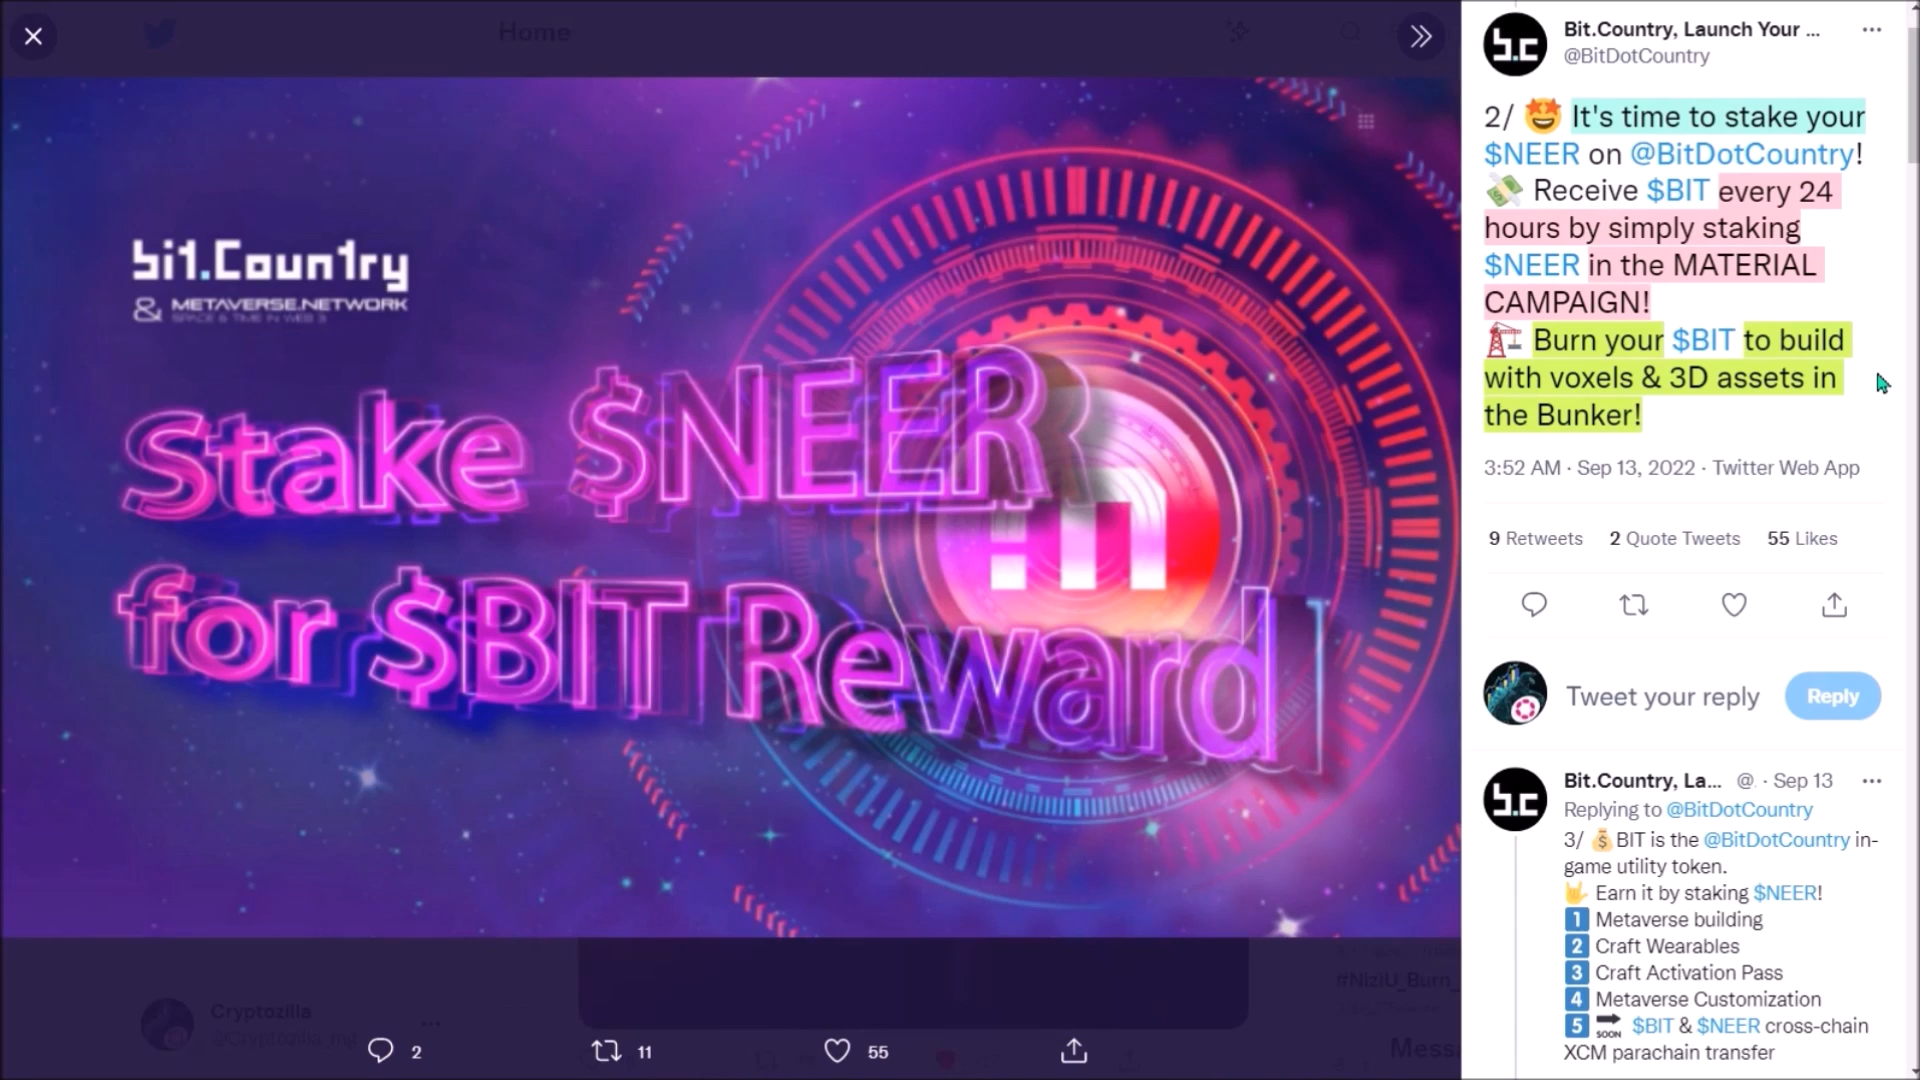 Home
bit.Country
& METAVERSE.NETWORK
SPACE & TIME IN WEB 3
Stake $NEER
for $BIT Reward
Cryptozilla
2
11
55
Bit.Country, Launch Your ...
@BitDotCountry
2/ 🤩 It's time to stake your
$NEER on @BitDotCountry!
💸 Receive $BIT every 24
hours by simply staking
$NEER in the MATERIAL
CAMPAIGN!
🏗️ Burn your $BIT to build
with voxels & 3D assets in
the Bunker!
3:52 AM · Sep 13, 2022 · Twitter Web App
9 Retweets 2 Quote Tweets 55 Likes
Tweet your reply
Reply
Bit.Country, La... @. · Sep 13
Replying to @BitDotCountry
3/ 💰BIT is the @BitDotCountry in-
game utility token.
🤟 Earn it by staking $NEER!
1 Metaverse building
2 Craft Wearables
3 Craft Activation Pass
4 Metaverse Customization
5 SOON $BIT & $NEER cross-chain
XCM parachain transfer